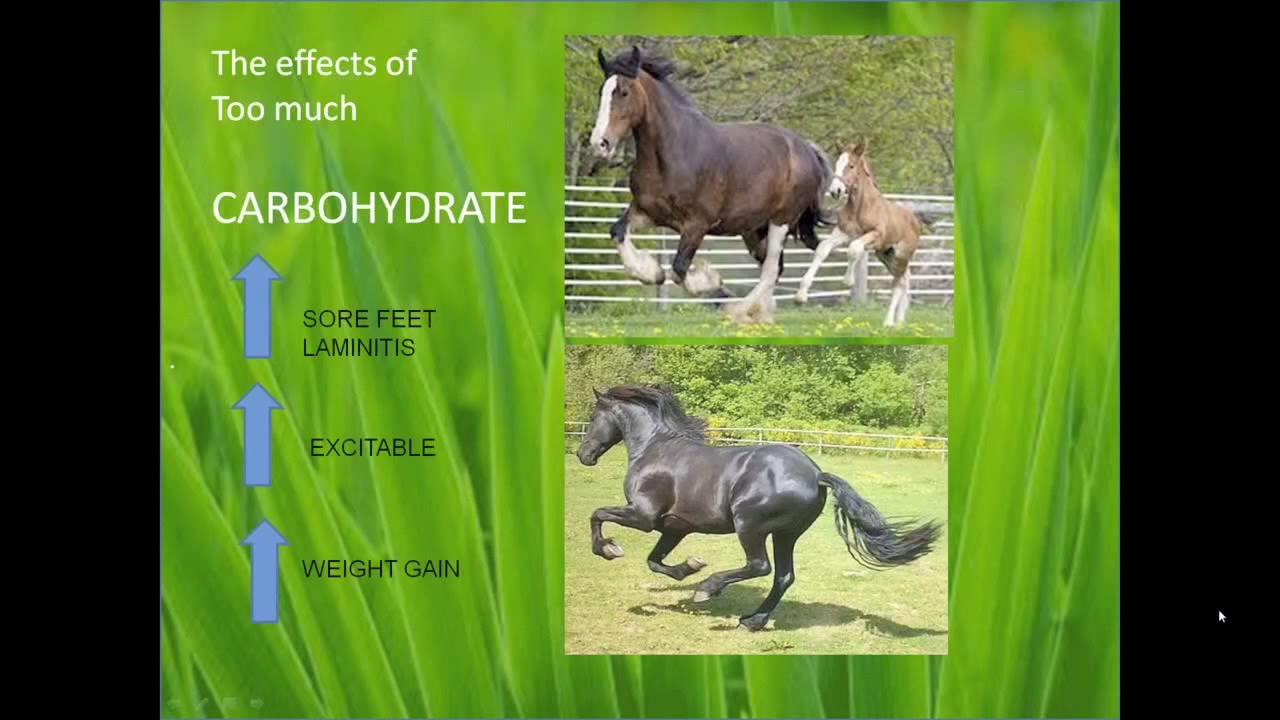 The effects of
Too much
CARBOHYDRATE
SORE FEET
LAMINITIS
EXCITABLE
WEIGHT GAIN